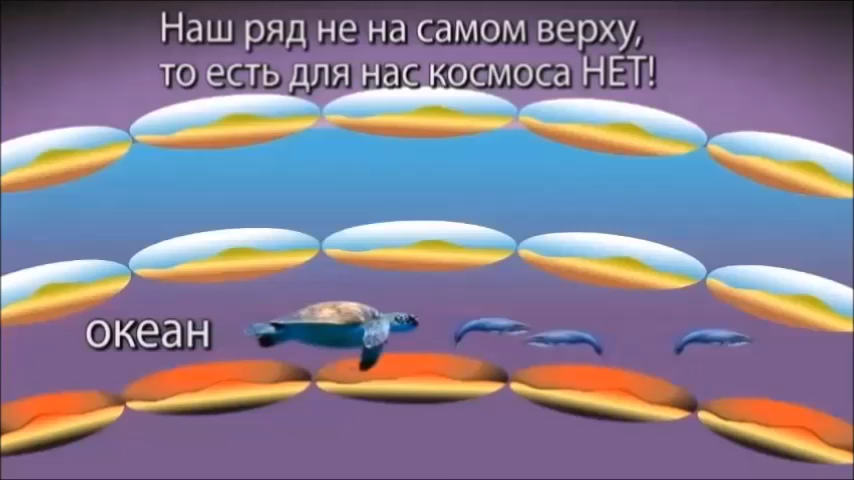 Наш ряд не на самом верху,
то есть для нас космоса НЕТ!
океан